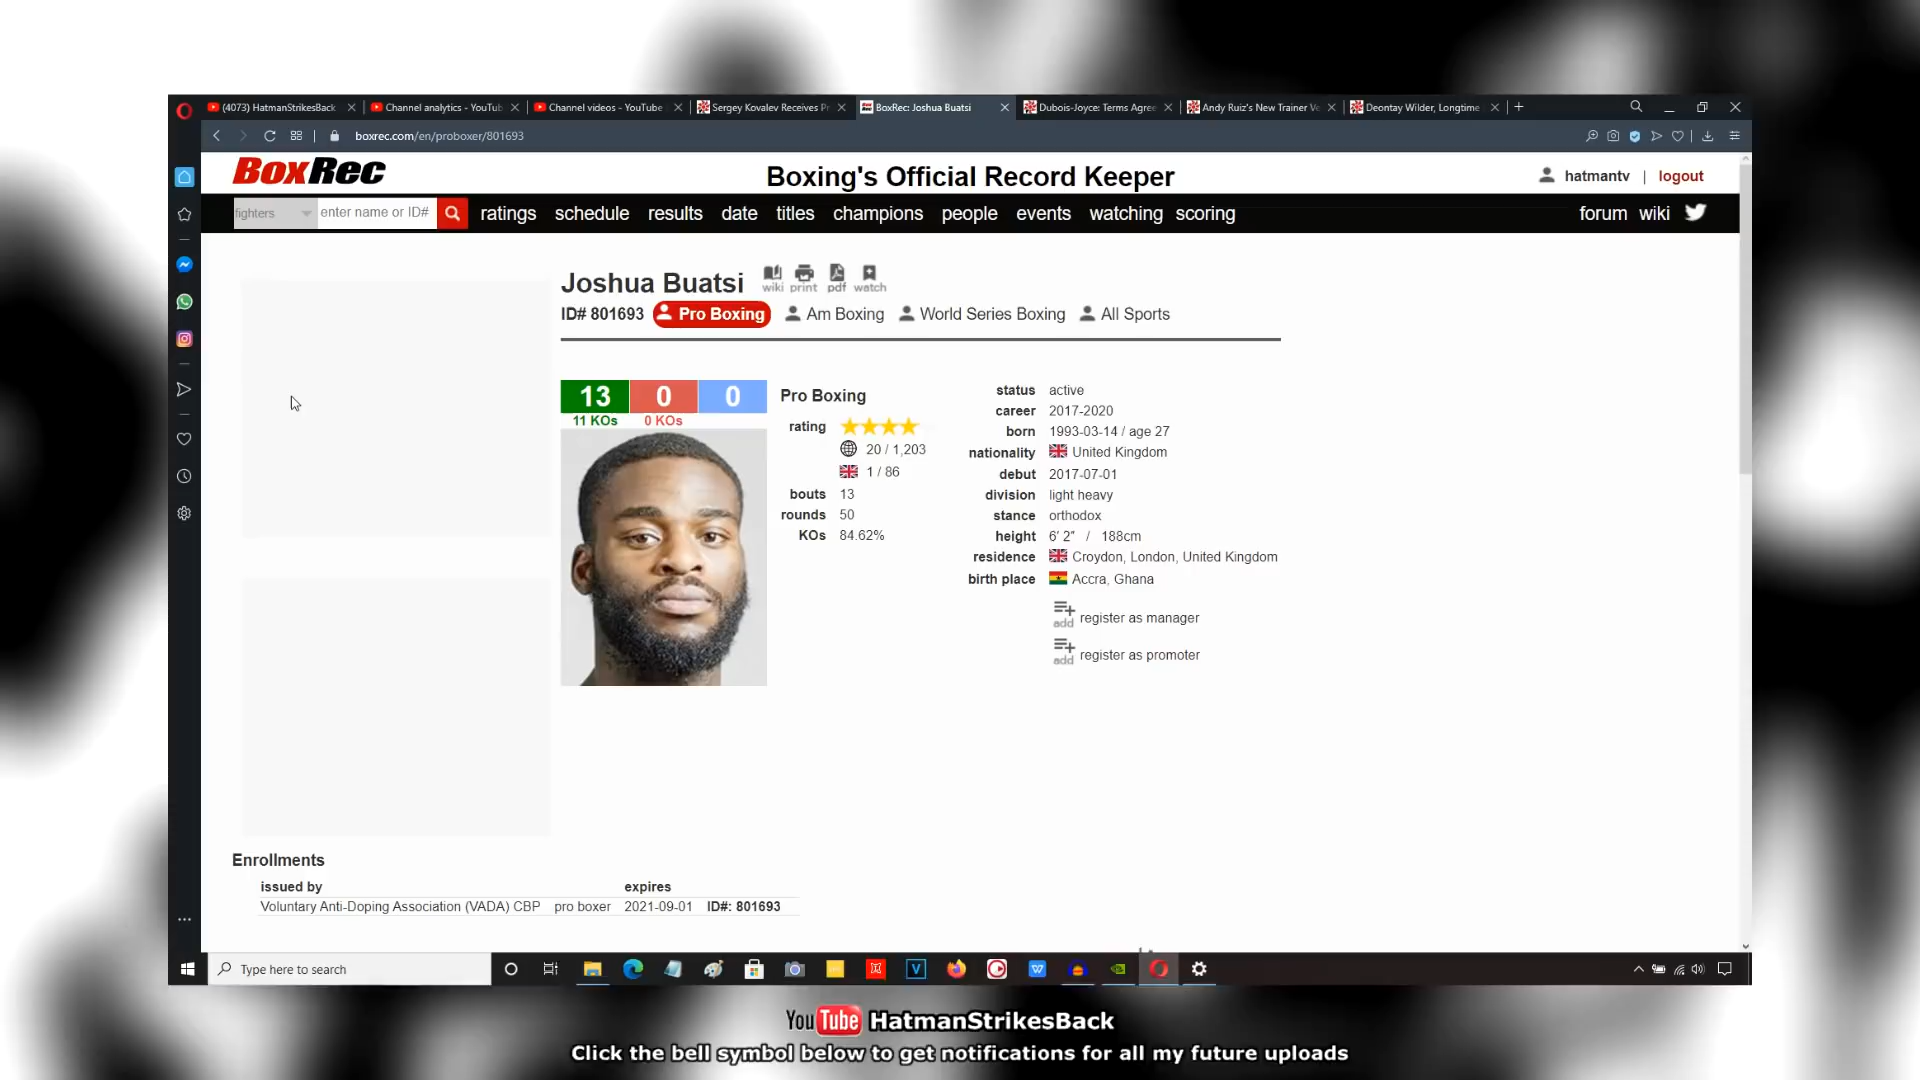 (4073) HatmanStrikesBack
Channel analytics - YouTub
Channel videos - YouTube
Sergey Kovalev Receives Pr
BoxRec: Joshua Buatsi
Dubois-Joyce: Terms Agree
Andy Ruiz's New Trainer Vo
Deontay Wilder, Longtime
boxrec.com/en/proboxer/801693
BoxRec
Boxing's Official Record Keeper
hatmantv | logout
fighters enter name or ID# ratings schedule results date titles champions people events watching scoring forum wiki
Joshua Buatsi wiki print pdf watch
ID# 801693 Pro Boxing Am Boxing World Series Boxing All Sports
13 0 0
11 KOs 0 KOs
Pro Boxing
rating
20 / 1,203
1 / 86
bouts 13
rounds 50
KOs 84.62%
status active
career 2017-2020
born 1993-03-14 / age 27
nationality United Kingdom
debut 2017-07-01
division light heavy
stance orthodox
height 6′ 2″ / 188cm
residence Croydon, London, United Kingdom
birth place Accra, Ghana
add register as manager
add register as promoter
Enrollments
issued by expires
Voluntary Anti-Doping Association (VADA) CBP pro boxer 2021-09-01 ID#: 801693
Type here to search
YouTube HatmanStrikesBack
Click the bell symbol below to get notifications for all my future uploads